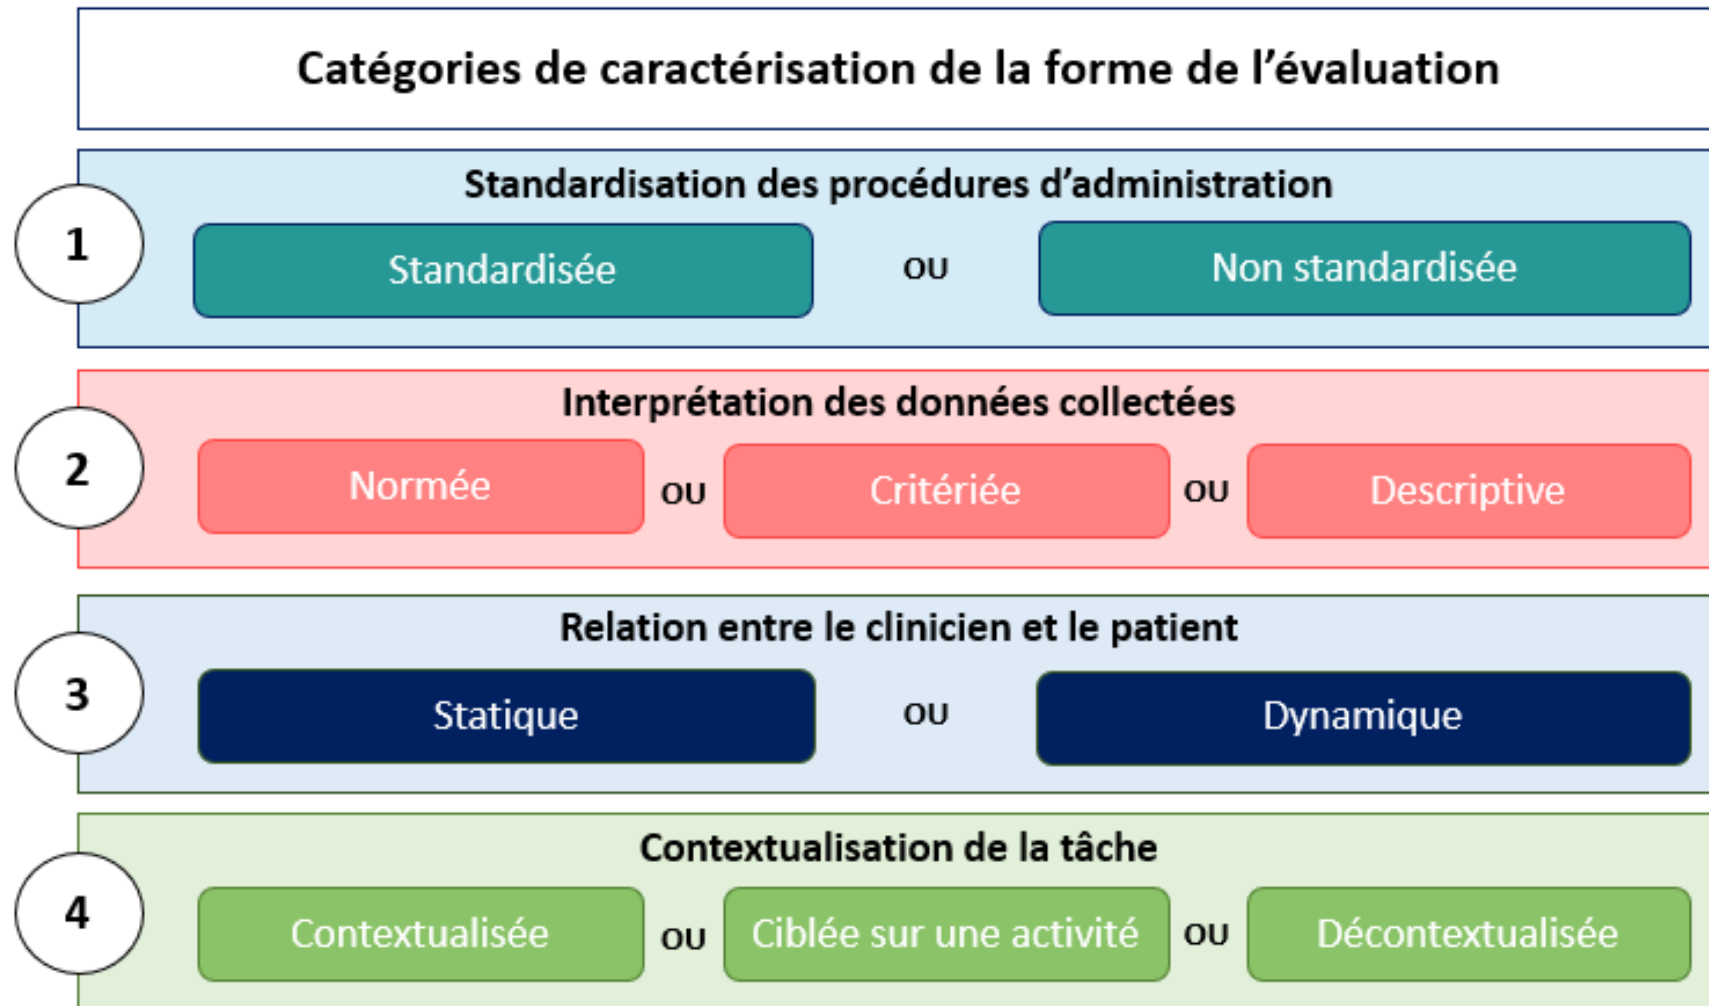 Catégories de caractérisation de la forme de l'évaluation
Standardisation des procédures d'administration
1
Standardisée ou Non standardisée
Interprétation des données collectées
2
Normée ou Critériée ou Descriptive
Relation entre le clinicien et le patient
3
Statique ou Dynamique
Contextualisation de la tâche
4
Contextualisée ou Ciblée sur une activité ou Décontextualisée